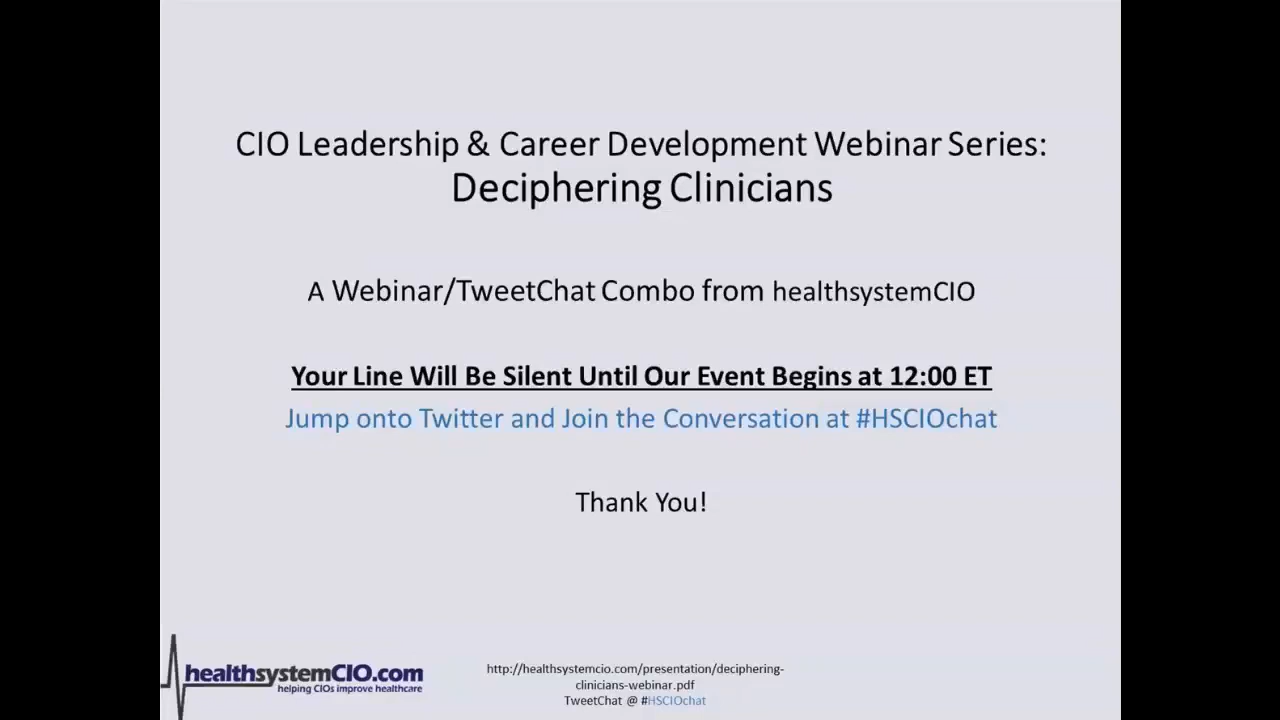 CIO Leadership & Career Development Webinar Series:
Deciphering Clinicians
A Webinar/TweetChat Combo from healthsystemCIO
Your Line Will Be Silent Until Our Event Begins at 12:00 ET
Jump onto Twitter and Join the Conversation at #HSCIOchat
Thank You!
healthsystemCIO.com
helping CIOs improve healthcare
http://healthsystemcio.com/presentation/deciphering-
clinicians-webinar.pdf
TweetChat @ #HSCIOchat